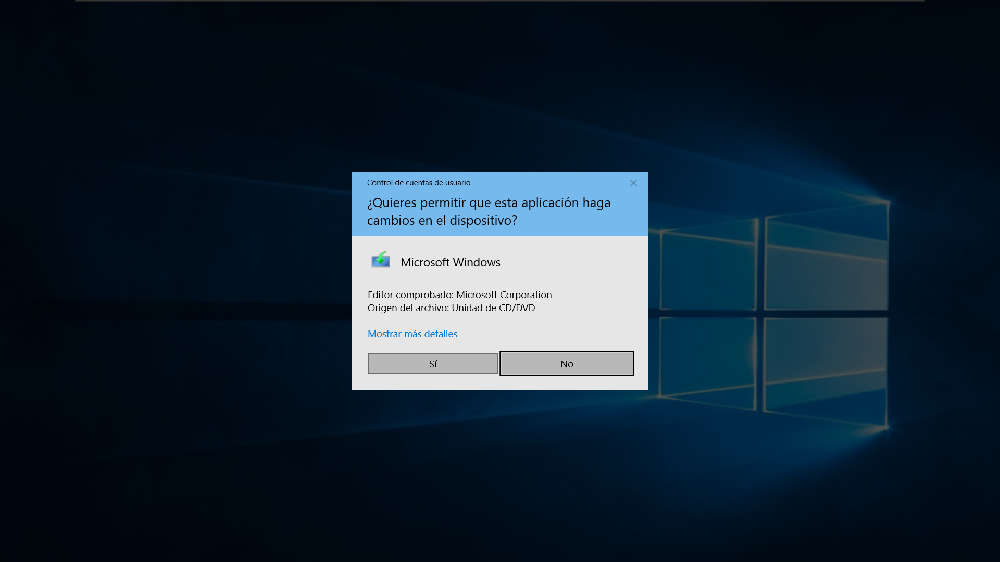 Control de cuentas de usuario
¿Quieres permitir que esta aplicación haga
cambios en el dispositivo?
Microsoft Windows
Editor comprobado: Microsoft Corporation
Origen del archivo: Unidad de CD/DVD
Mostrar más detalles
Sí
No